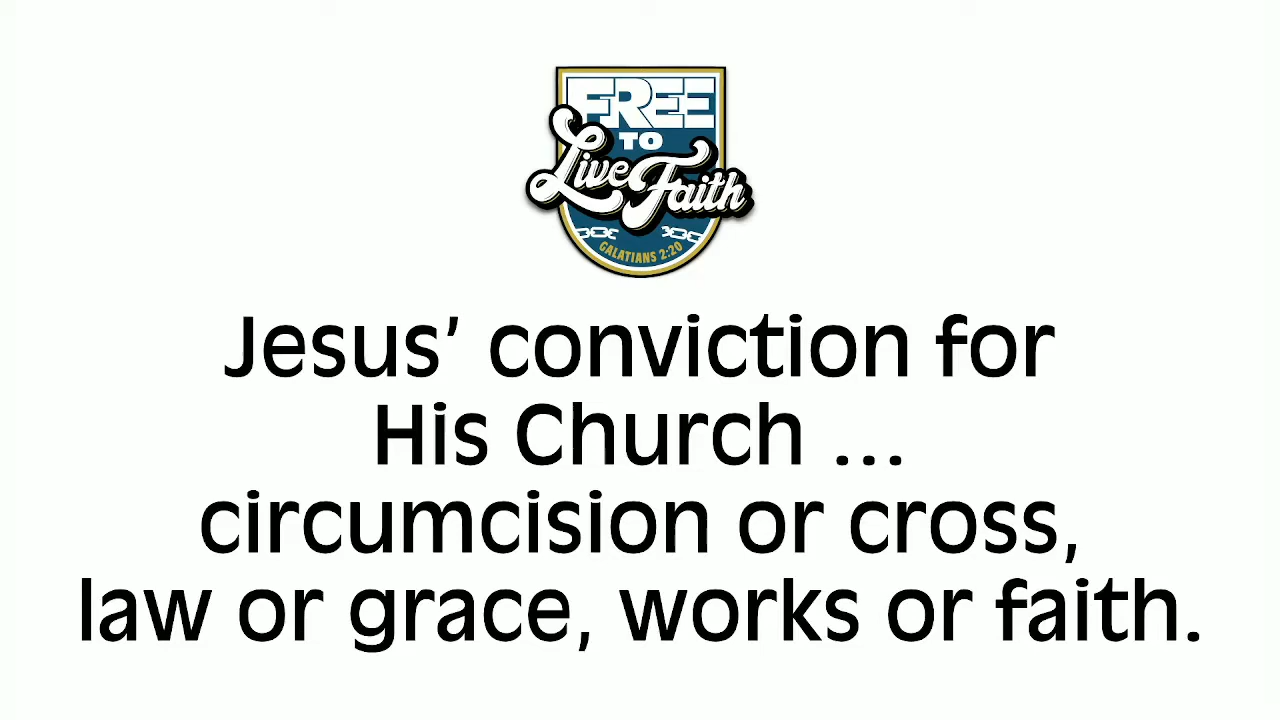 FREE
TO
Live Faith
GALATIANS 2:20
Jesus’ conviction for
His Church ...
circumcision or cross,
law or grace, works or faith.